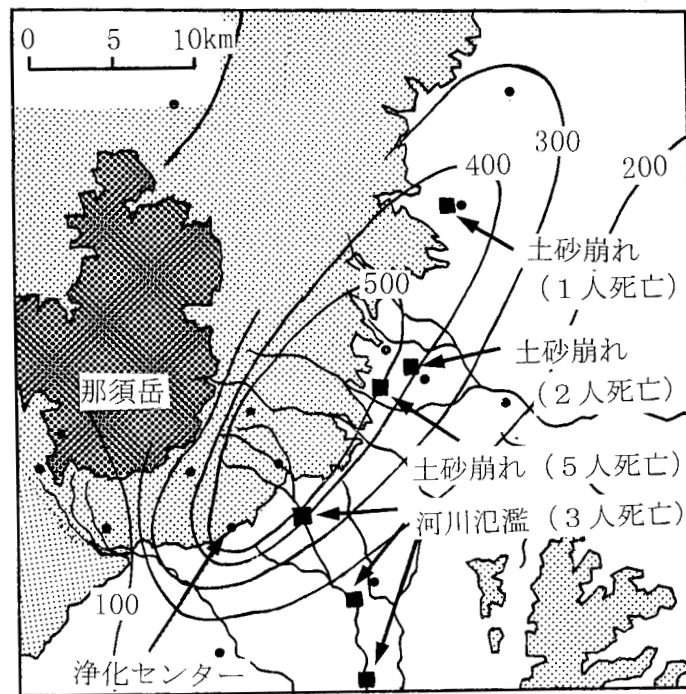 0 5 10km
300
400
200
土砂崩れ
(1人死亡)
500
土砂崩れ
(2人死亡)
那須岳
土砂崩れ(5人死亡)
河川氾濫(3人死亡)
100
浄化センター